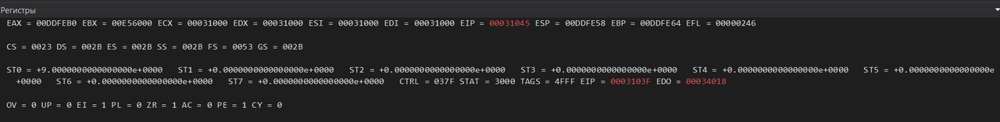 Регистры
EAX = 00DDFEB0 EBX = 00E56000 ECX = 00031000 EDX = 00031000 ESI = 00031000 EDI = 00031000 EIP = 00031045 ESP = 00DDFE58 EBP = 00DDFE64 EFL = 00000246
CS = 0023 DS = 002B ES = 002B SS = 002B FS = 0053 GS = 002B
ST0 = +9.0000000000000000e+0000 ST1 = +0.0000000000000000e+0000 ST2 = +0.0000000000000000e+0000 ST3 = +0.0000000000000000e+0000 ST4 = +0.0000000000000000e+0000 ST5 = +0.0000000000000000e
+0000 ST6 = +0.0000000000000000e+0000 ST7 = +0.0000000000000000e+0000 CTRL = 037F STAT = 3000 TAGS = 4FFF EIP = 0003103F EDO = 00034018
OV = 0 UP = 0 EI = 1 PL = 0 ZR = 1 AC = 0 PE = 1 CY = 0